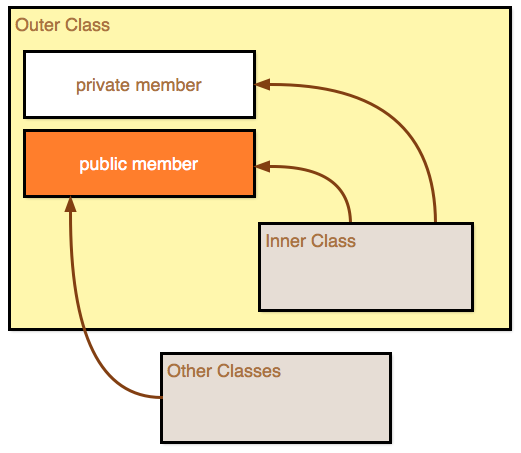 Outer Class
private member
public member
Inner Class
Other Classes